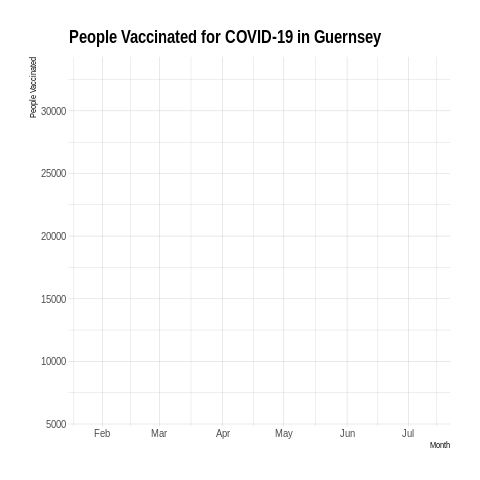 People Vaccinated for COVID-19 in Guernsey
People Vaccinated
30000
25000
20000
15000
10000
5000
Feb Mar Apr May Jun Jul
Month